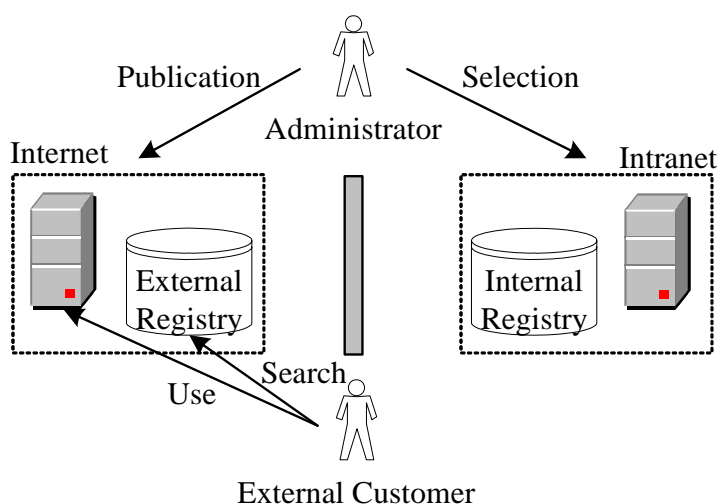 Publication
Selection
Administrator
Internet
Intranet
External
Registry
Internal
Registry
Search
Use
External Customer